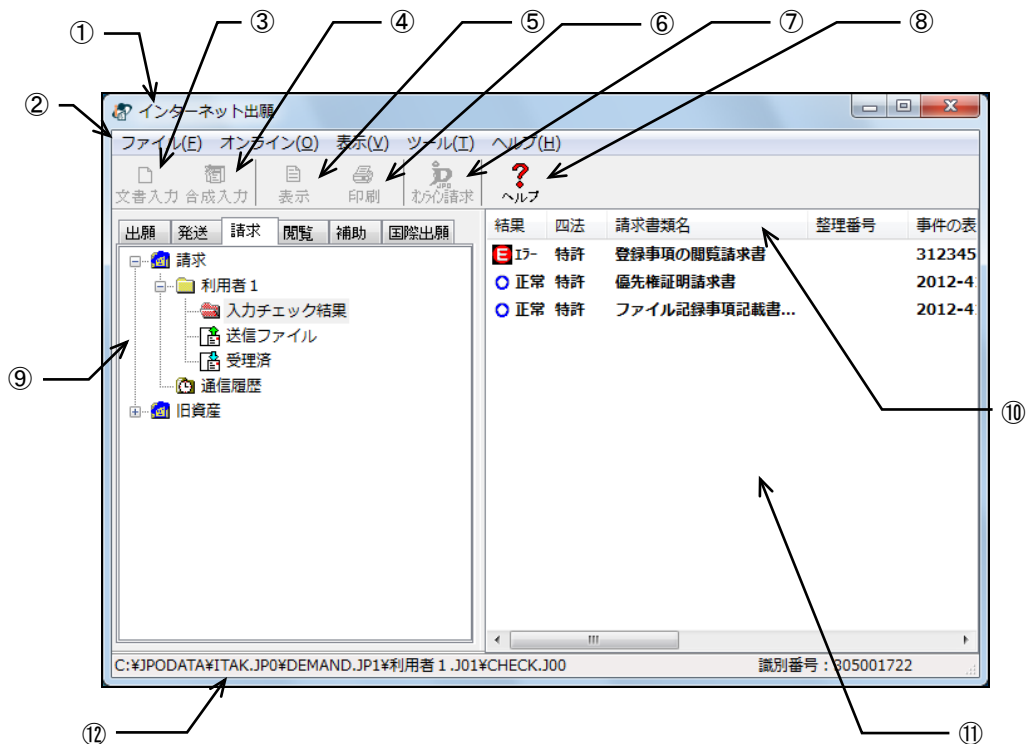 ① ③ ④ ⑤ ⑥ ⑦ ⑧
②
インターネット出願
ファイル(F) オンライン(O) 表示(V) ツール(T) ヘルプ(H)
文書入力 合成入力 表示 印刷 ｵﾝﾗｲﾝ請求 ヘルプ
出願 発送 請求 閲覧 補助 国際出願
請求
利用者1
入力チェック結果
送信ファイル
受理済
通信履歴
旧資産
⑨
結果 四法 請求書類名 整理番号 事件の表
E ｴﾗｰ 特許 登録事項の閲覧請求書 312345
正常 特許 優先権証明請求書 2012-4
正常 特許 ファイル記録事項記載書... 2012-4
⑩
C:¥JPODATA¥ITAK.JP0¥DEMAND.JP1¥利用者1.J01¥CHECK.J00 識別番号:305001722
⑫ ⑪